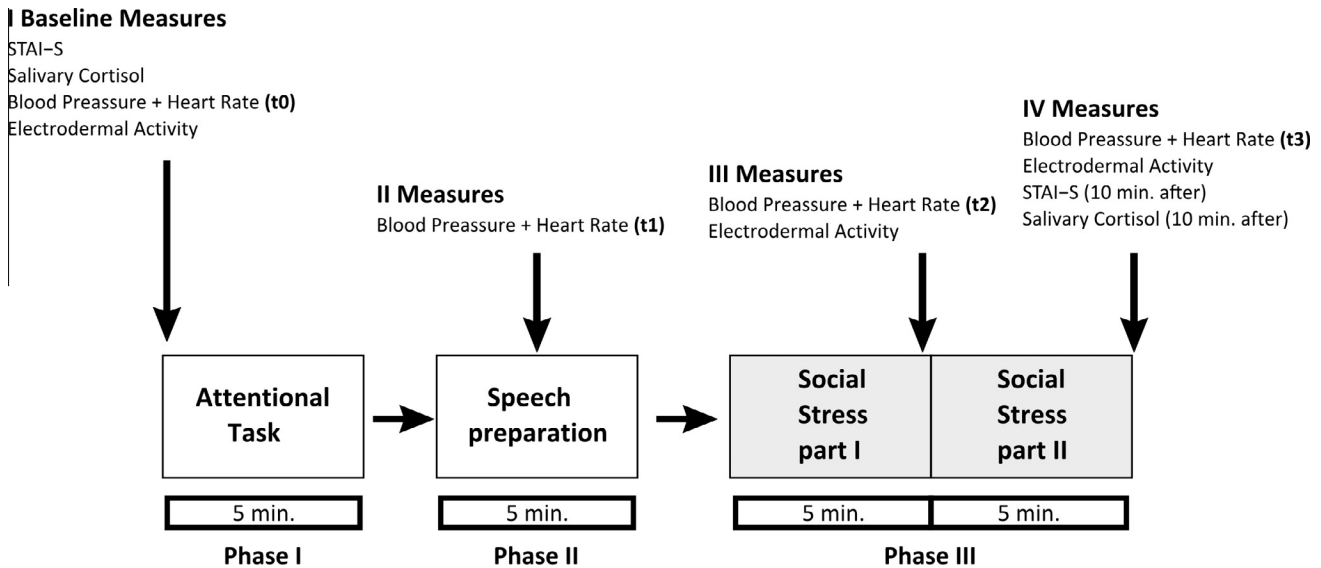 I Baseline Measures
STAI–S
Salivary Cortisol
Blood Preassure + Heart Rate (t0)
Electrodermal Activity
II Measures
Blood Preassure + Heart Rate (t1)
III Measures
Blood Preassure + Heart Rate (t2)
Electrodermal Activity
IV Measures
Blood Preassure + Heart Rate (t3)
Electrodermal Activity
STAI–S (10 min. after)
Salivary Cortisol (10 min. after)
Attentional
Task
Speech
preparation
Social
Stress
part I
Social
Stress
part II
5 min.
5 min.
5 min.
5 min.
Phase I
Phase II
Phase III